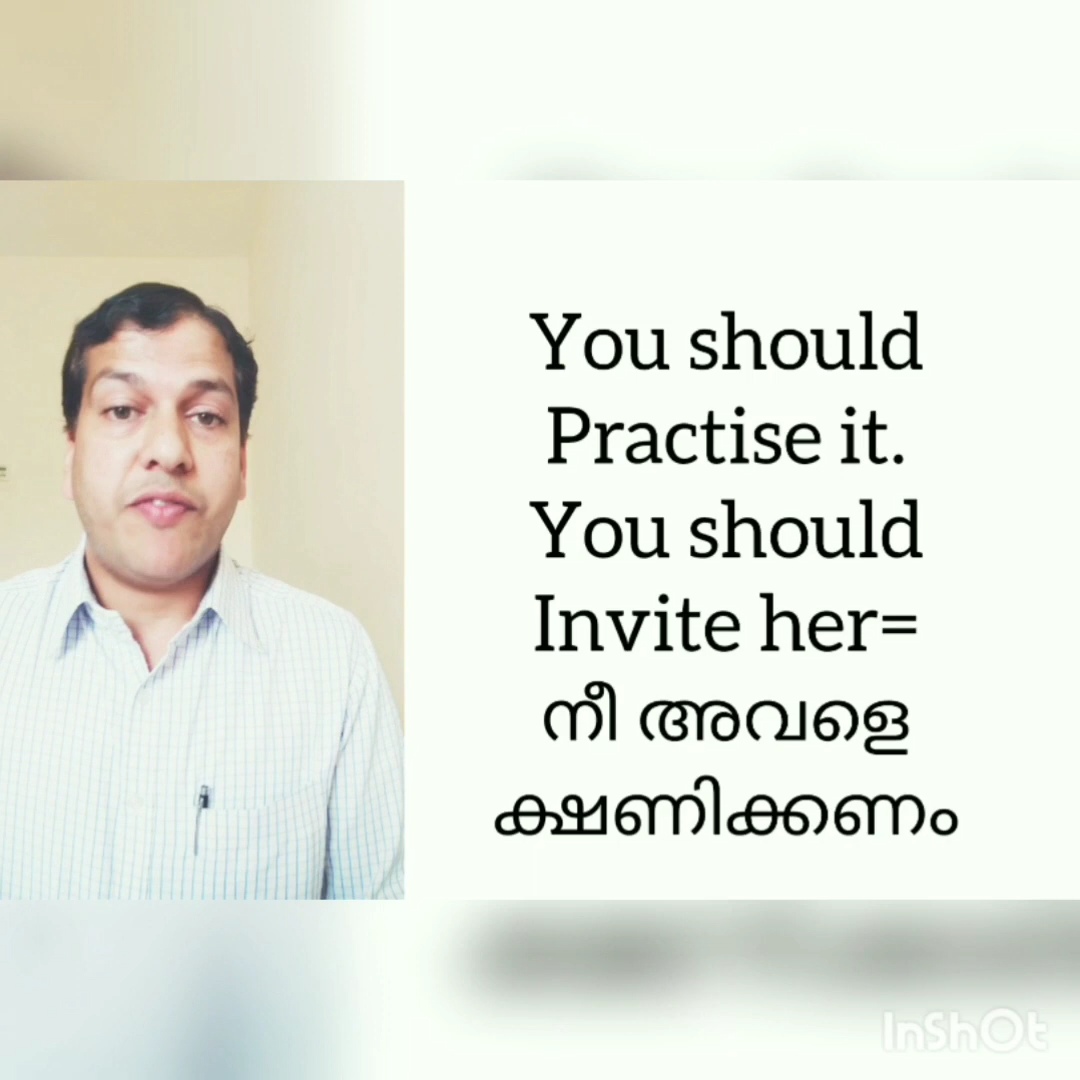 You should
Practise it.
You should
Invite her=
നീ അവളെ
ക്ഷണിക്കണം
InShOt